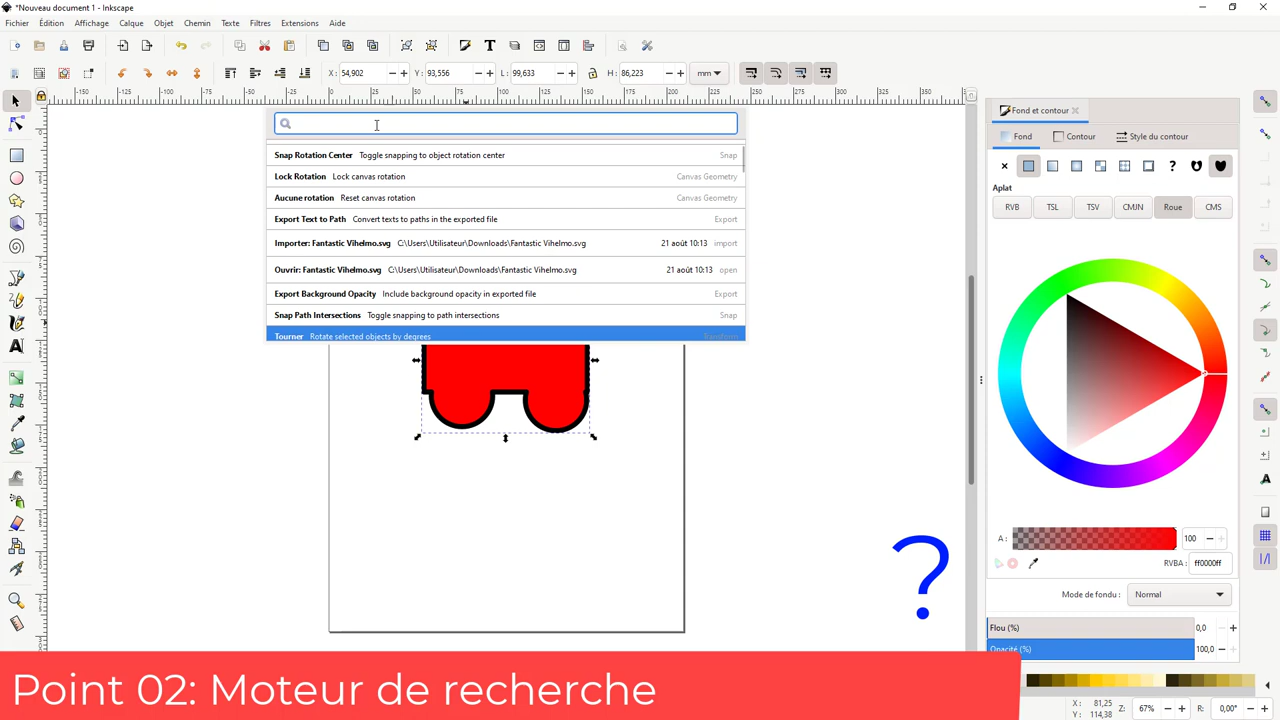 *Nouveau document 1 - Inkscape
Fichier Édition Affichage Calque Objet Chemin Texte Filtres Extensions Aide
X: 54,902 Y: 93,556 L: 99,633 H: 86,223 mm
Fond et contour
Fond Contour Style du contour
Aplat
RVB TSL TSV CMJN Roue CMS
Snap Rotation Center Toggle snapping to object rotation center Snap
Lock Rotation Lock canvas rotation Canvas Geometry
Aucune rotation Reset canvas rotation Canvas Geometry
Export Text to Path Convert texts to paths in the exported file Export
Importer: Fantastic Vihelmo.svg C:\Users\Utilisateur\Downloads\Fantastic Vihelmo.svg 21 août 10:13 import
Ouvrir: Fantastic Vihelmo.svg C:\Users\Utilisateur\Downloads\Fantastic Vihelmo.svg 21 août 10:13 open
Export Background Opacity Include background opacity in exported file Export
Snap Path Intersections Toggle snapping to path intersections Snap
Tourner Rotate selected objects by degrees Transform
?
A: 100
RVBA: ff0000ff
Mode de fondu : Normal
Flou (%) 0,0
Opacité (%) 100,0
Point 02: Moteur de recherche
X: 81,25
Y: 114,38
Z: 67% R: 0,00°